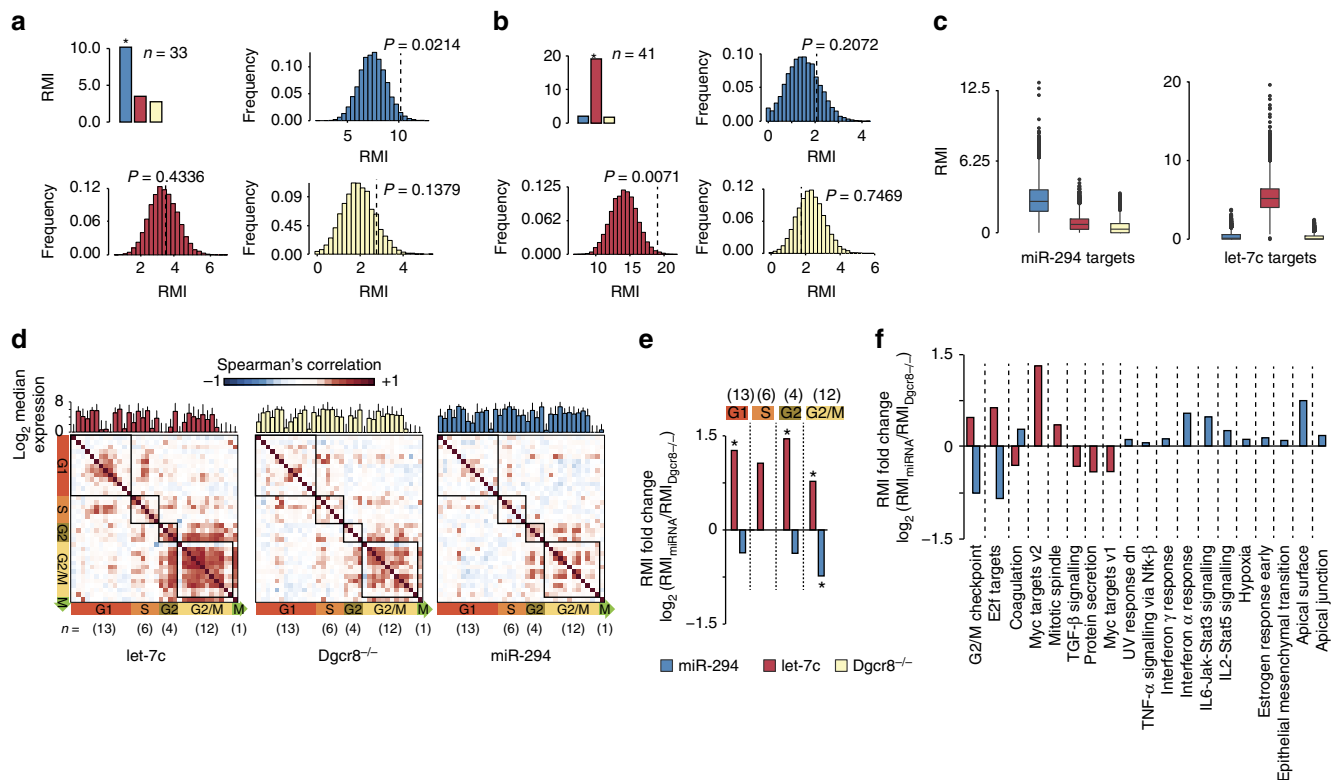 a
RMI
10.0
5.0
0.0
*
n = 33
Frequency
0.10
0.05
0.00
P = 0.0214
5
10
RMI
Frequency
0.12
0.06
0.00
P = 0.4336
2
4
6
RMI
Frequency
0.09
0.45
0.00
P = 0.1379
0
2
4
RMI
b
20
10
0
*
n = 41
Frequency
0.10
0.05
0.00
P = 0.2072
0
2
4
RMI
Frequency
0.125
0.062
0.00
P = 0.0071
10
15
20
RMI
Frequency
0.12
0.06
0.00
P = 0.7469
0
2
4
6
RMI
c
RMI
12.5
6.25
0
miR-294 targets
20
10
0
let-7c targets
d
Spearman's correlation
–1
+1
Log2 median
expression
8
4
0
G1
S
G2
G2/M
M
G1 S G2 G2/M M
G1 S G2 G2/M M
G1 S G2 G2/M M
n = (13) (6) (4) (12) (1)
(13) (6) (4) (12) (1)
(13) (6) (4) (12) (1)
let-7c
Dgcr8–/–
miR-294
e
(13) (6) (4) (12)
G1 S G2 G2/M
RMI fold change
log2 (RMImiRNA/RMIDgcr8–/–)
1.5
0
–1.5
*
*
*
*
miR-294
let-7c
Dgcr8–/–
f
RMI fold change
log2 (RMImiRNA/RMIDgcr8–/–)
1.5
0
–1.5
G2/M checkpoint
E2f targets
Coagulation
Myc targets v2
Mitotic spindle
TGF-β signalling
Protein secretion
Myc targets v1
UV response dn
TNF-α signalling via Nfk-β
Interferon γ response
Interferon α response
IL6-Jak-Stat3 signalling
IL2-Stat5 signalling
Hypoxia
Estrogen response early
Epithelial mesenchymal transition
Apical surface
Apical junction